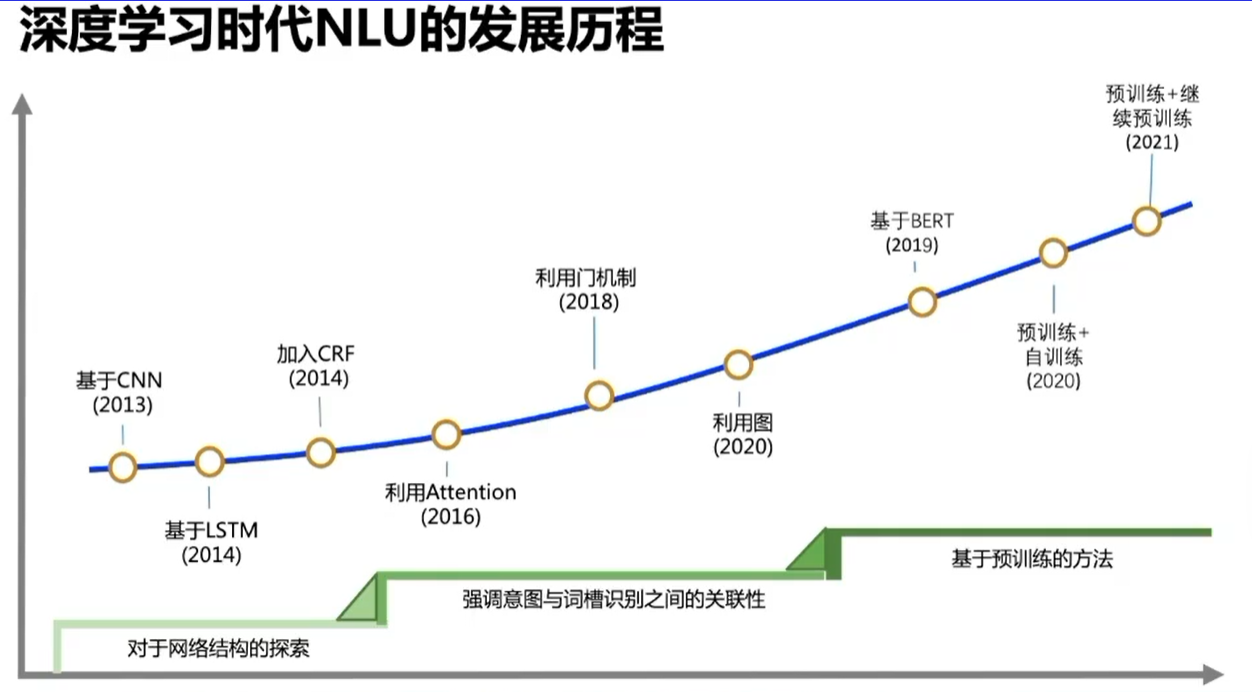 深度学习时代NLU的发展历程
预训练+继
续预训练
(2021)
基于BERT
(2019)
利用门机制
(2018)
预训练+
自训练
(2020)
加入CRF
(2014)
基于CNN
(2013)
利用图
(2020)
利用Attention
(2016)
基于LSTM
(2014)
基于预训练的方法
强调意图与词槽识别之间的关联性
对于网络结构的探索